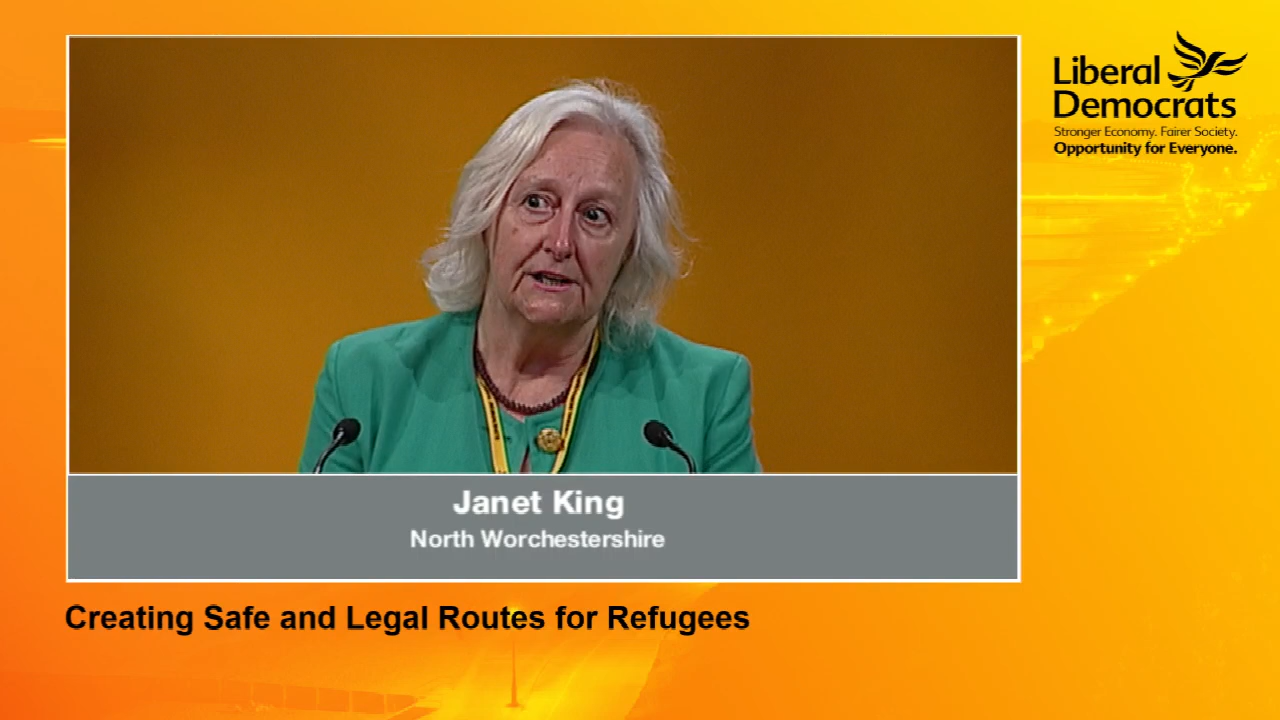 Liberal
Democrats
Stronger Economy. Fairer Society.
Opportunity for Everyone.
Janet King
North Worchestershire
Creating Safe and Legal Routes for Refugees